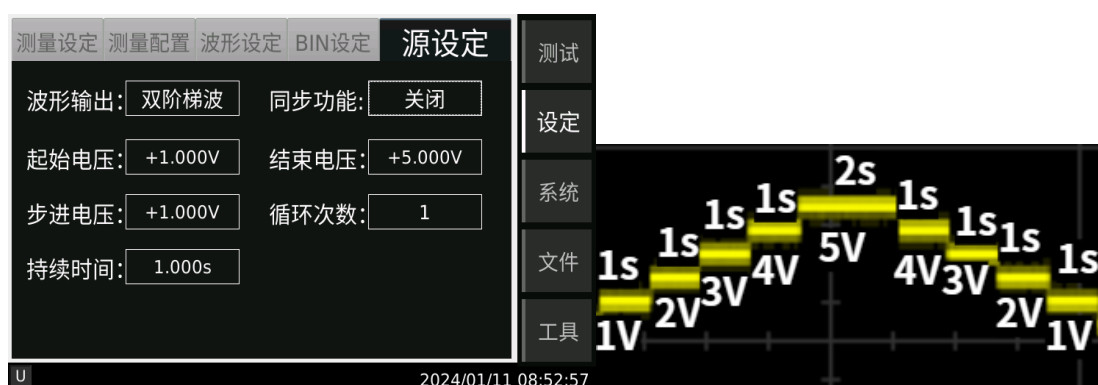 测量设定 测量配置 波形设定 BIN设定 源设定
波形输出: 双阶梯波 同步功能: 关闭
起始电压: +1.000V 结束电压: +5.000V
步进电压: +1.000V 循环次数: 1
持续时间: 1.000s
测试
设定
系统
文件
工具
U 2024/01/11 08:52:57
1s 1s 1s 1s 2s 1s 1s 1s 1s
1V 2V 3V 4V 5V 4V 3V 2V 1V